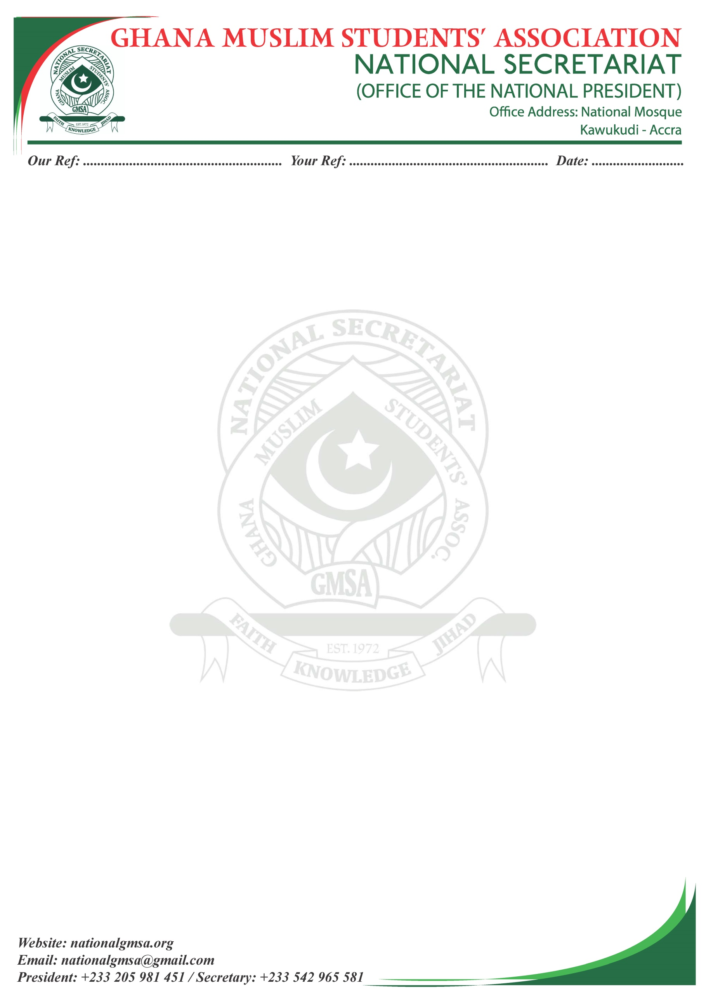 GHANA MUSLIM STUDENTS’ ASSOCIATION
NATIONAL SECRETARIAT
(OFFICE OF THE NATIONAL PRESIDENT)
Office Address: National Mosque
Kawukudi - Accra
NATIONAL SECRETARIAT
GHANA MUSLIM STUDENTS’ ASSOC.
GMSA
FAITH KNOWLEDGE JIHAD
EST. 1972
Our Ref: ........................................................ Your Ref: ........................................................ Date: ..........................
NATIONAL SECRETARIAT
GHANA MUSLIM STUDENTS’ ASSOC.
GMSA
FAITH KNOWLEDGE JIHAD
EST. 1972
Website: nationalgmsa.org
Email: nationalgmsa@gmail.com
President: +233 205 981 451 / Secretary: +233 542 965 581